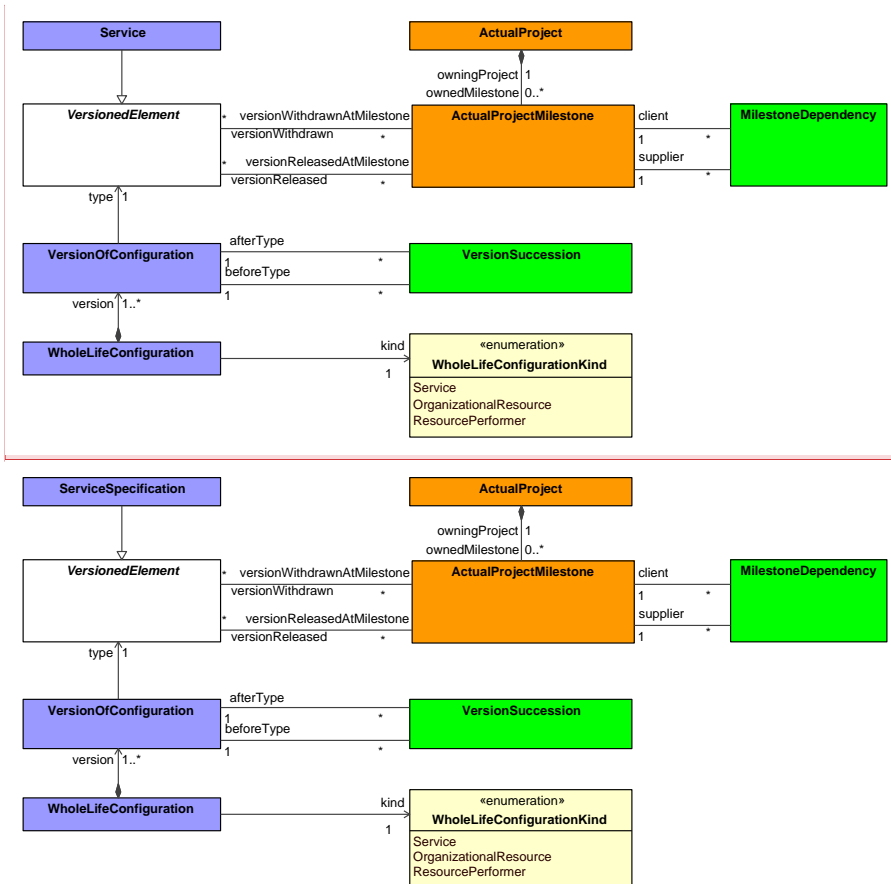 Service
ActualProject
owningProject 1
ownedMilestone 0..*
VersionedElement
* versionWithdrawnAtMilestone
versionWithdrawn *
* versionReleasedAtMilestone
versionReleased *
ActualProjectMilestone
client
1 *
supplier
1 *
MilestoneDependency
type 1
VersionOfConfiguration
afterType
1 *
beforeType
1 *
VersionSuccession
version 1..*
WholeLifeConfiguration
kind
1
«enumeration»
WholeLifeConfigurationKind
Service
OrganizationalResource
ResourcePerformer
ServiceSpecification
ActualProject
owningProject 1
ownedMilestone 0..*
VersionedElement
* versionWithdrawnAtMilestone
versionWithdrawn *
* versionReleasedAtMilestone
versionReleased *
ActualProjectMilestone
client
1 *
supplier
1 *
MilestoneDependency
type 1
VersionOfConfiguration
afterType
1 *
beforeType
1 *
VersionSuccession
version 1..*
WholeLifeConfiguration
kind
1
«enumeration»
WholeLifeConfigurationKind
Service
OrganizationalResource
ResourcePerformer